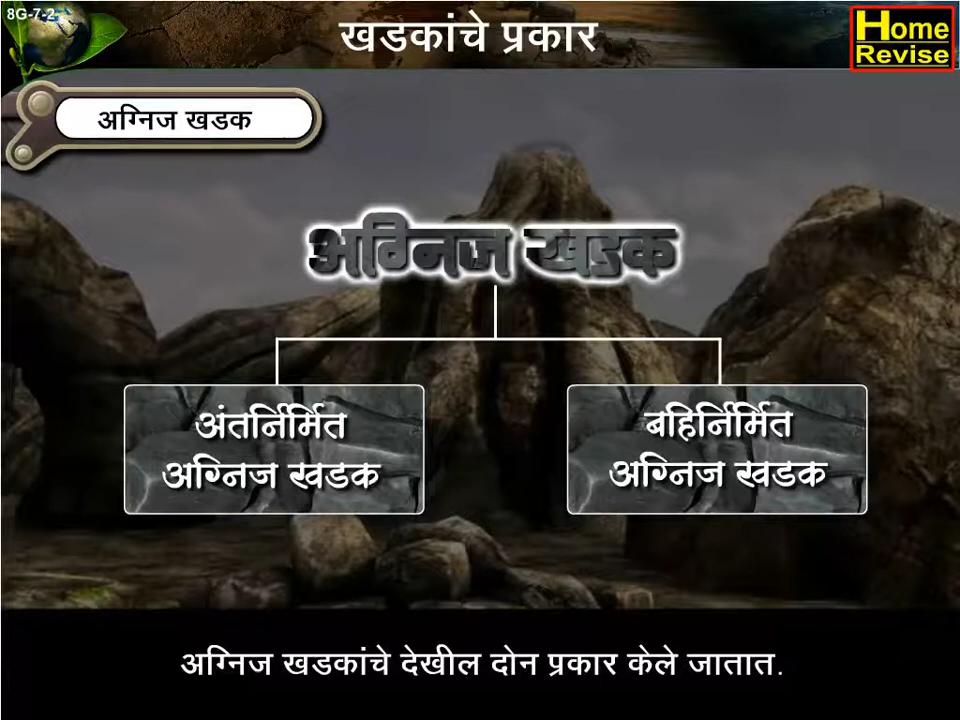 8G-7-2
खडकांचे प्रकार
Home
Revise
अग्निज खडक
अग्निज खडक
अंतर्निर्मित
अग्निज खडक
बहिर्निर्मित
अग्निज खडक
अग्निज खडकांचे देखील दोन प्रकार केले जातात.